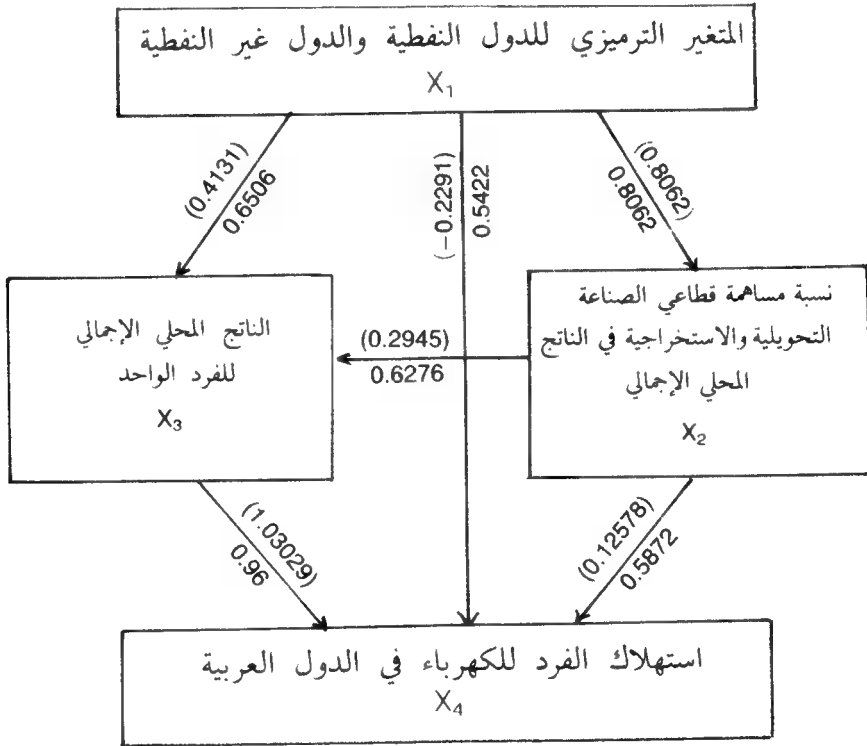 المتغير الترميزي للدول النفطية والدول غير النفطية
X₁
(0.4131)
0.6506
(−0.2291)
0.5422
(0.8062)
0.8062
نسبة مساهمة قطاعي الصناعة
التحويلية والاستخراجية في الناتج
المحلي الإجمالي
X₂
(0.2945)
0.6276
الناتج المحلي الإجمالي
للفرد الواحد
X₃
(1.03029)
0.96
(0.12578)
0.5872
استهلاك الفرد للكهرباء في الدول العربية
X₄